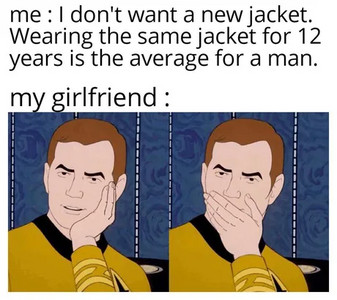 me : I don't want a new jacket.
Wearing the same jacket for 12
years is the average for a man.
my girlfriend :